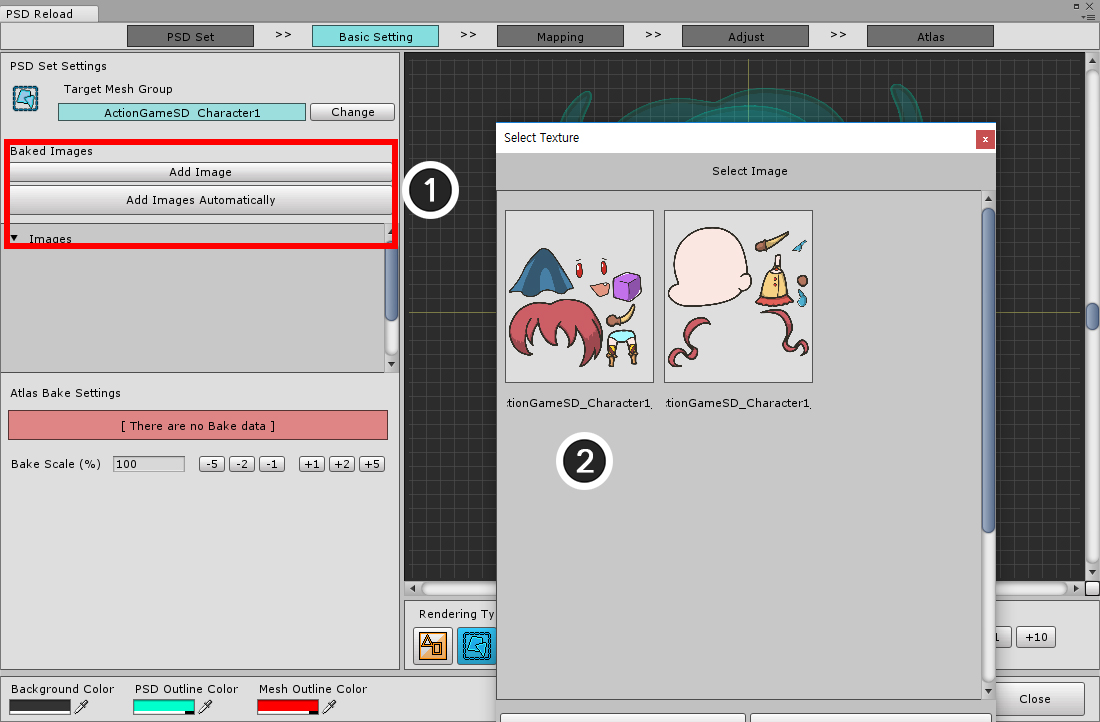 PSD Reload
PSD Set >> Basic Setting >> Mapping >> Adjust >> Atlas
PSD Set Settings
Target Mesh Group
ActionGameSD_Character1 Change
Baked Images
Add Image
Add Images Automatically
Images
1
Atlas Bake Settings
[ There are no Bake data ]
Bake Scale (%) 100 -5 -2 -1 +1 +2 +5
Select Texture x
Select Image
tionGameSD_Character1_ tionGameSD_Character1_
2
Rendering Ty
1 +10
Background Color PSD Outline Color Mesh Outline Color
Close